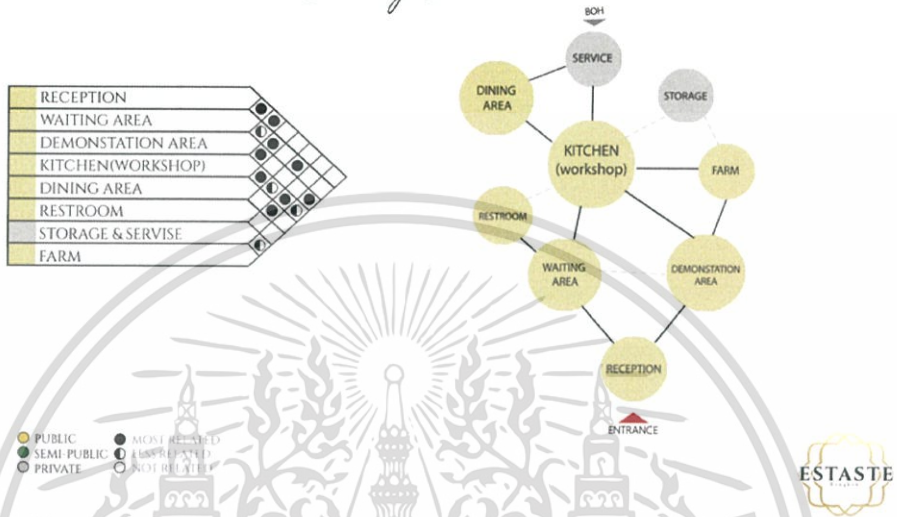 RECEPTION
WAITING AREA
DEMONSTATION AREA
KITCHEN(WORKSHOP)
DINING AREA
RESTROOM
STORAGE & SERVISE
FARM
PUBLIC
SEMI-PUBLIC
PRIVATE
MOST RELATED
LESS RELATED
NOT RELATED
BOH
SERVICE
DINING
AREA
STORAGE
KITCHEN
(workshop)
FARM
RESTROOM
WAITING
AREA
DEMONSTATION
AREA
RECEPTION
ENTRANCE
ESTASTE